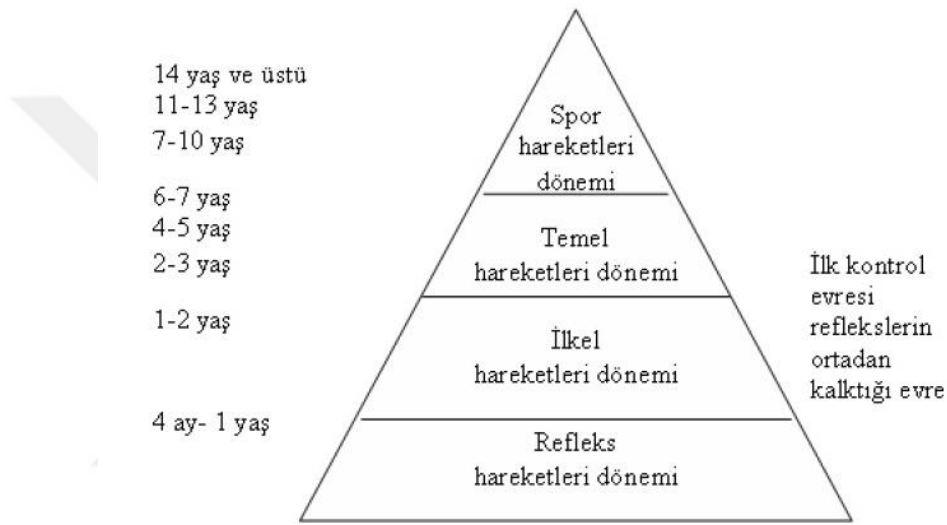 14 yaş ve üstü
11-13 yaş
7-10 yaş
6-7 yaş
4-5 yaş
2-3 yaş
1-2 yaş
4 ay- 1 yaş
Spor
hareketleri
dönemi
Temel
hareketleri dönemi
İlkel
hareketleri dönemi
Refleks
hareketleri dönemi
İlk kontrol
evresi
reflekslerin
ortadan
kalktığı evre